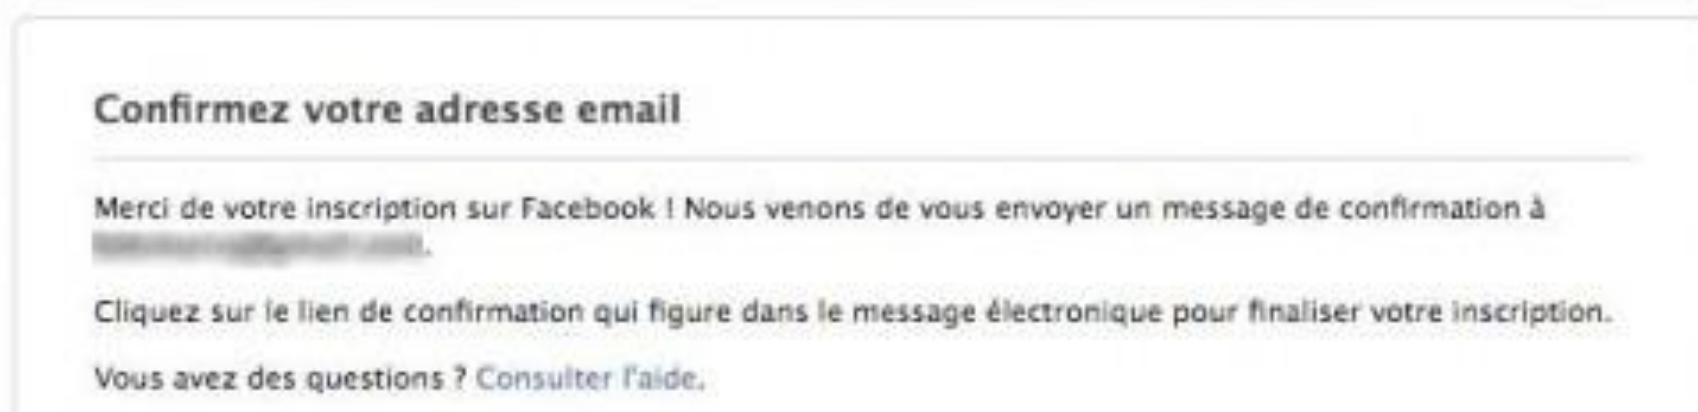 Confirmez votre adresse email
Merci de votre inscription sur Facebook ! Nous venons de vous envoyer un message de confirmation à
.
Cliquez sur le lien de confirmation qui figure dans le message électronique pour finaliser votre inscription.
Vous avez des questions ? Consulter l'aide.